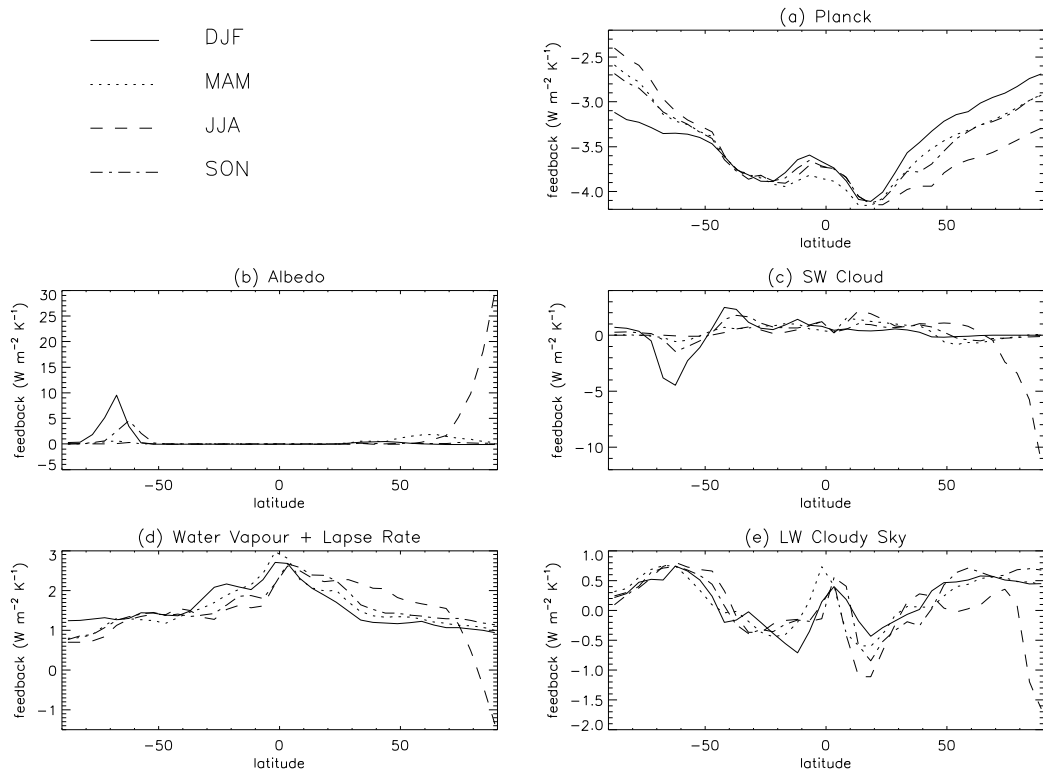 DJF
MAM
JJA
SON
(a) Planck
feedback (W m⁻² K⁻¹)
−2.5
−3.0
−3.5
−4.0
−50
0
50
latitude
(b) Albedo
feedback (W m⁻² K⁻¹)
30
25
20
15
10
5
0
−5
−50
0
50
latitude
(c) SW Cloud
feedback (W m⁻² K⁻¹)
0
−5
−10
−50
0
50
latitude
(d) Water Vapour + Lapse Rate
feedback (W m⁻² K⁻¹)
3
2
1
0
−1
−50
0
50
latitude
(e) LW Cloudy Sky
feedback (W m⁻² K⁻¹)
1.0
0.5
0.0
−0.5
−1.0
−1.5
−2.0
−50
0
50
latitude